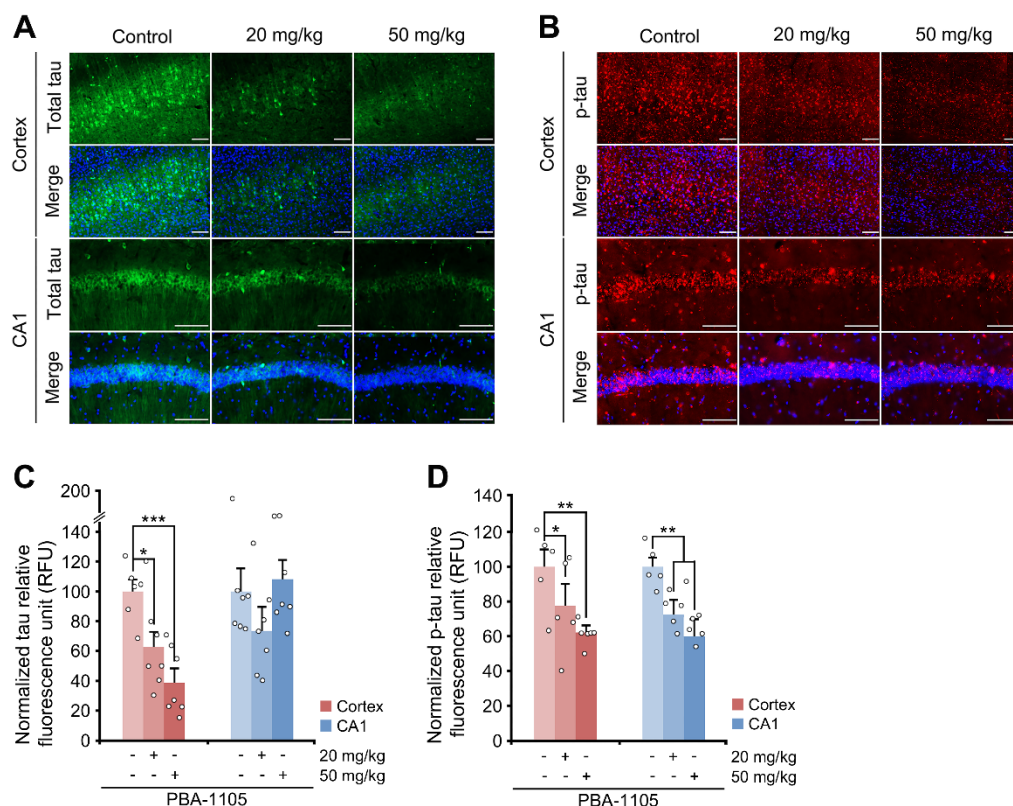 A
Control 20 mg/kg 50 mg/kg
Cortex
Total tau
Merge
CA1
Total tau
Merge
B
Control 20 mg/kg 50 mg/kg
Cortex
p-tau
Merge
CA1
p-tau
Merge
C
Normalized tau relative
fluorescence unit (RFU)
200
140
120
100
80
60
40
20
0
***
*
Cortex
CA1
- + - - + - 20 mg/kg
- - + - - + 50 mg/kg
PBA-1105
D
Normalized p-tau relative
fluorescence unit (RFU)
140
120
100
80
60
40
20
0
**
*
**
Cortex
CA1
- + - - + - 20 mg/kg
- - + - - + 50 mg/kg
PBA-1105